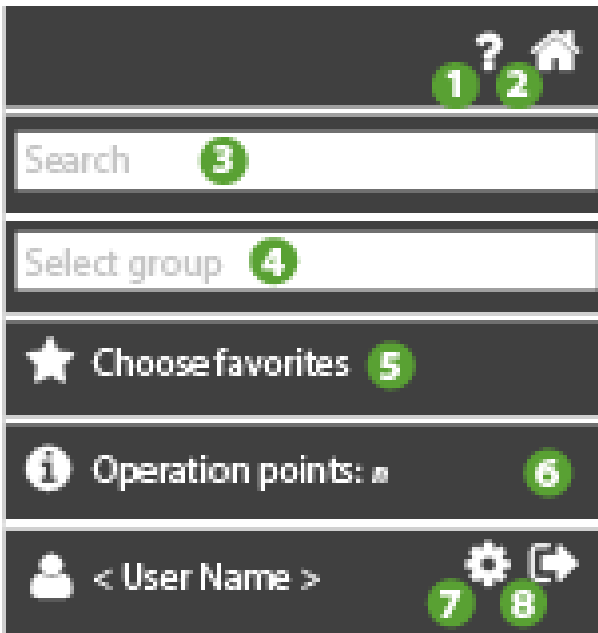 ?
1 2
Search 3
Select group 4
Choose favorites 5
Operation points: n 6
< User Name >
7 8